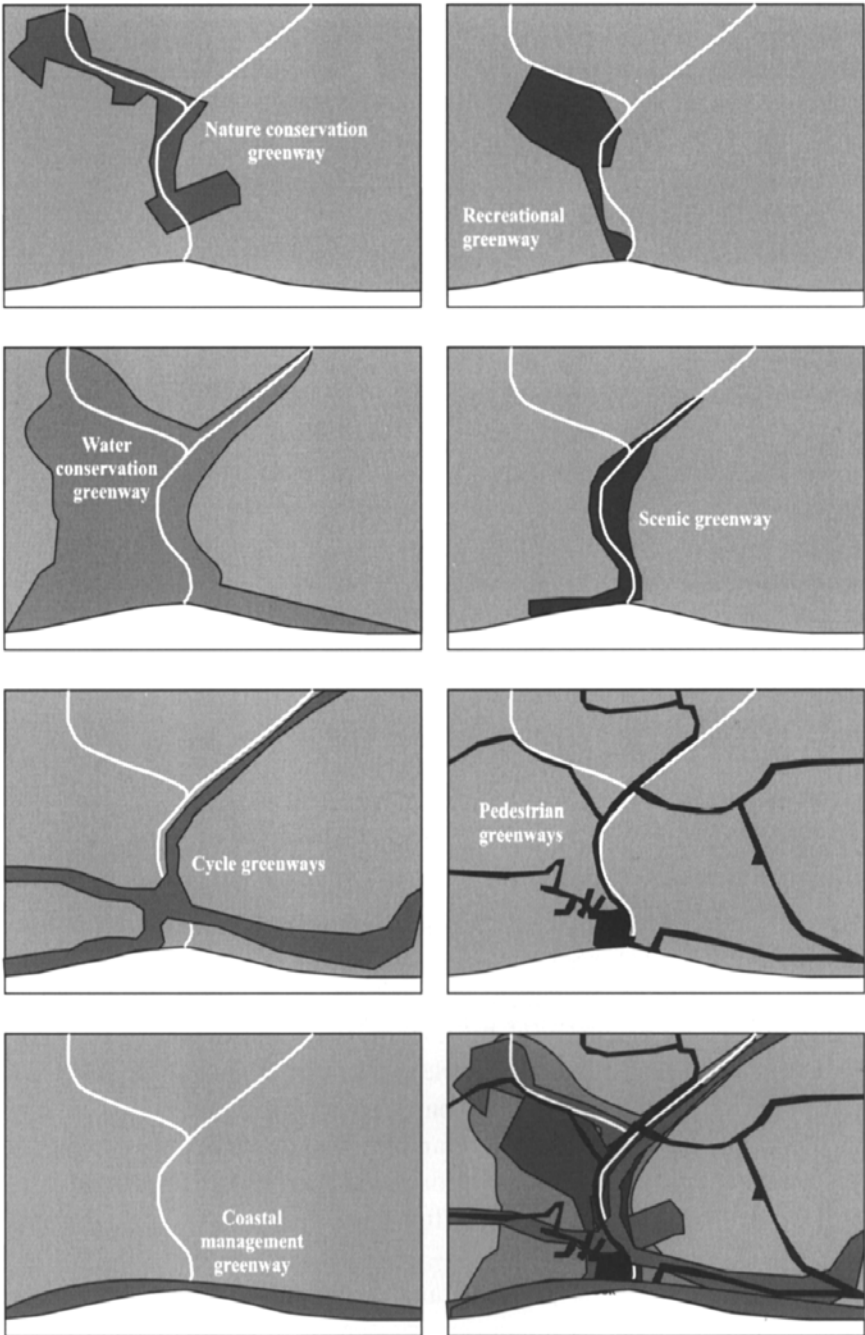 Nature conservation
greenway
Recreational
greenway
Water
conservation
greenway
Scenic greenway
Cycle greenways
Pedestrian
greenways
Coastal
management
greenway